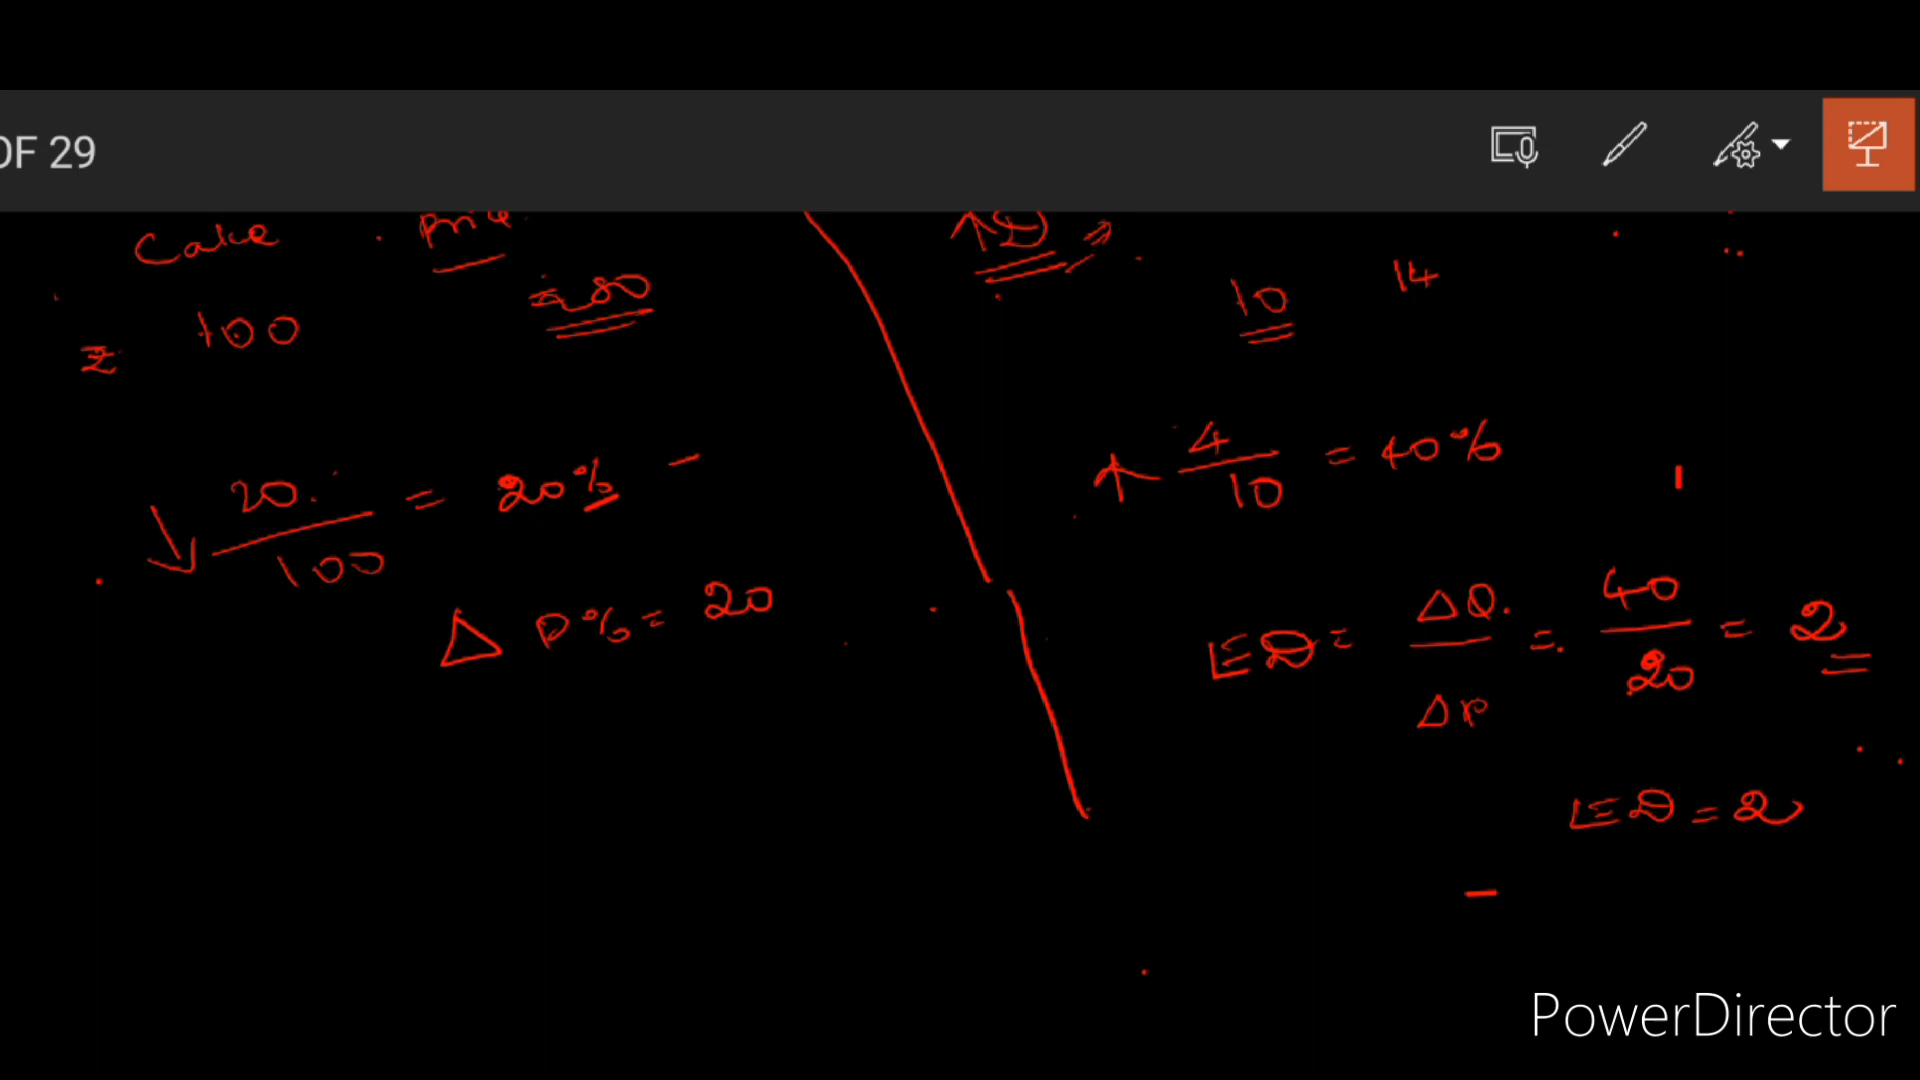 OF 29
Cake Price
₹ 100 = 80
↓ 20/100 = 20%
Δ P% = 20
↑D ⇒
10 14
↑ 4/10 = 40%
ED = ΔQ/ΔP = 40/20 = 2
ED = 2
PowerDirector